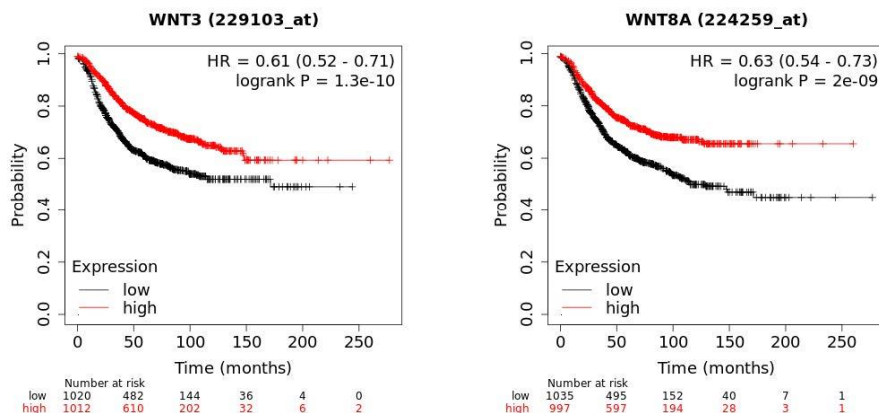 WNT3 (229103_at)
HR = 0.61 (0.52 - 0.71)
logrank P = 1.3e-10
Probability
0.0 0.2 0.4 0.6 0.8 1.0
Expression
low
high
0 50 100 150 200 250
Time (months)
Number at risk
low 1020 482 144 36 4 0
high 1012 610 202 32 6 2
WNT8A (224259_at)
HR = 0.63 (0.54 - 0.73)
logrank P = 2e-09
Probability
0.0 0.2 0.4 0.6 0.8 1.0
Expression
low
high
0 50 100 150 200 250
Time (months)
Number at risk
low 1035 495 152 40 7 1
high 997 597 194 28 3 1